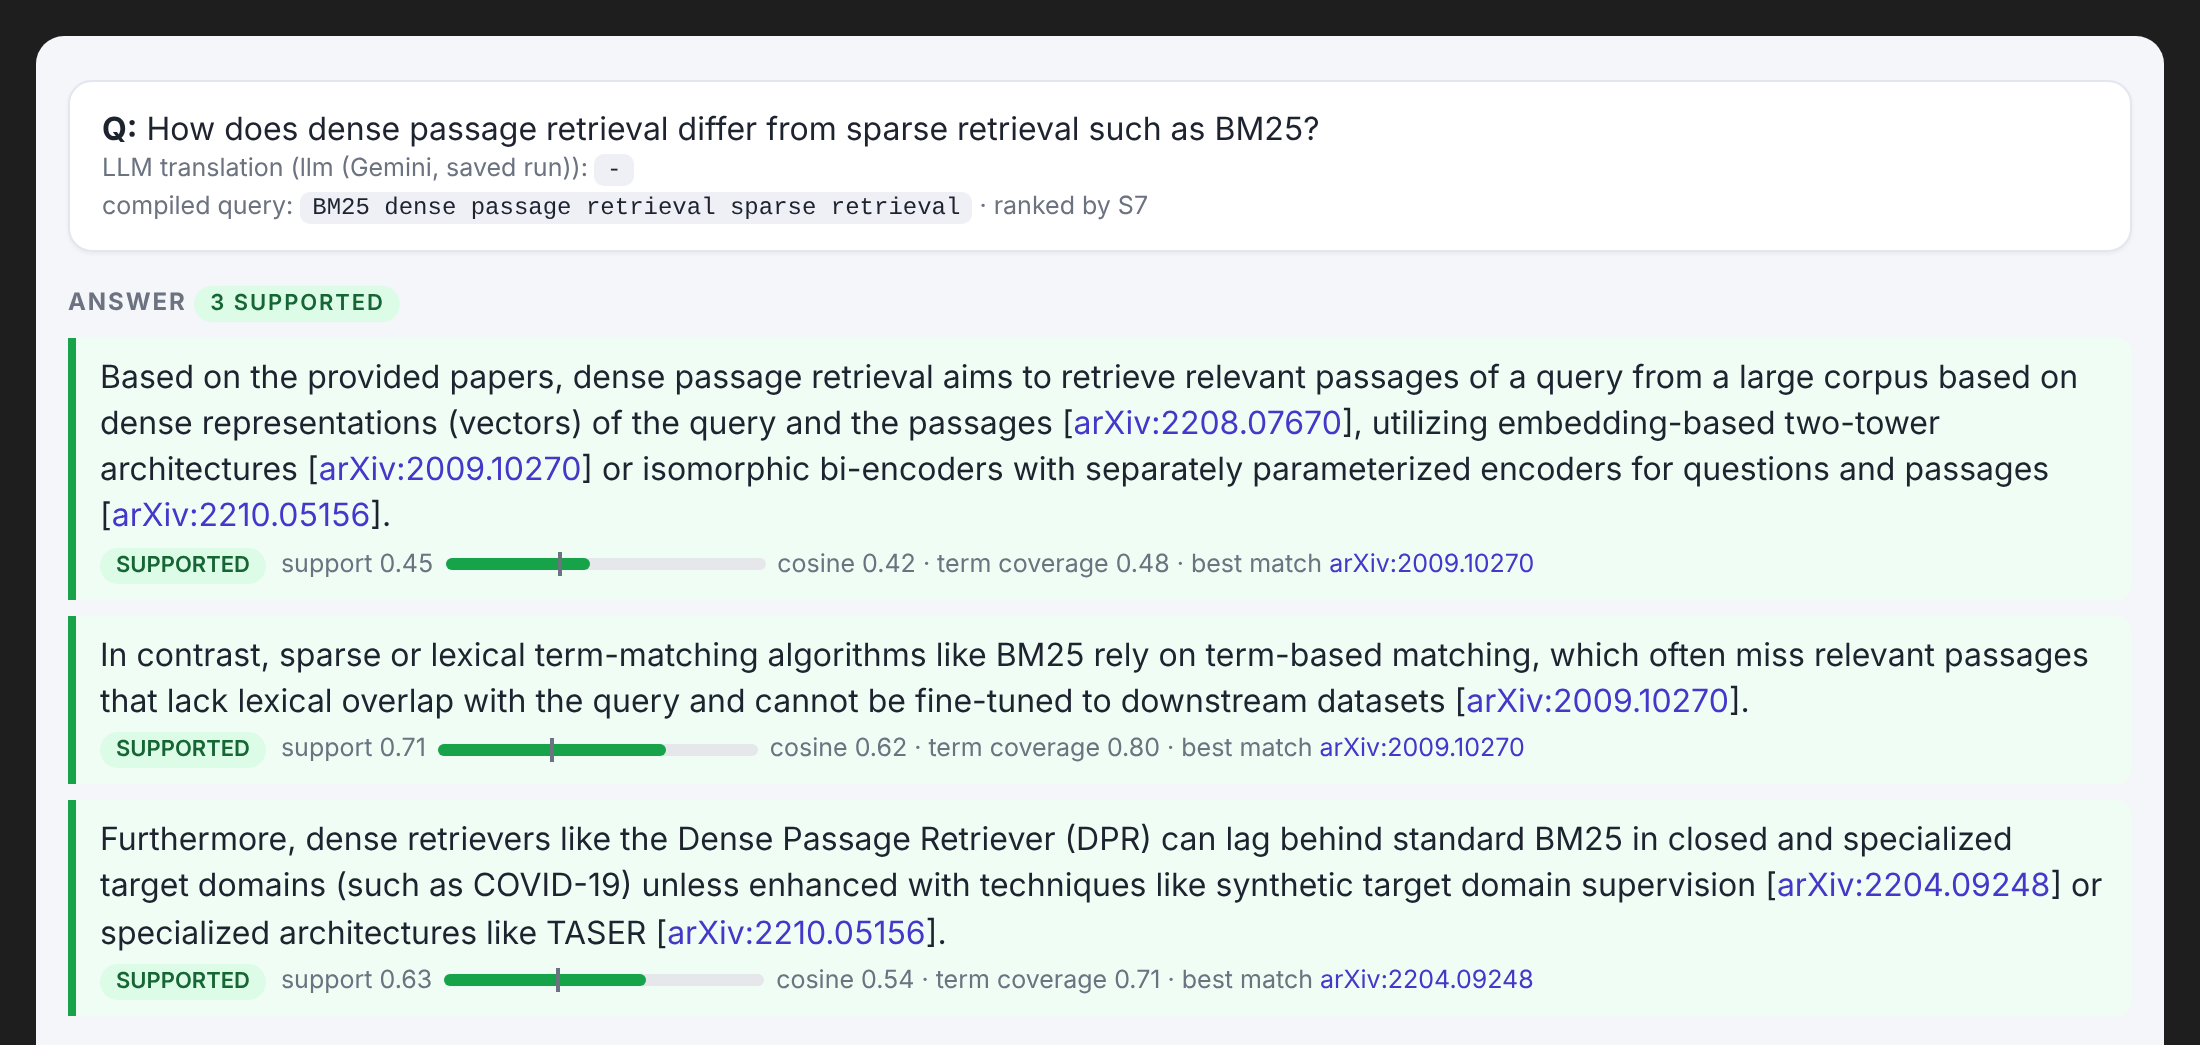 Q: How does dense passage retrieval differ from sparse retrieval such as BM25?
LLM translation (llm (Gemini, saved run)): -
compiled query: BM25 dense passage retrieval sparse retrieval · ranked by S7
ANSWER 3 SUPPORTED
Based on the provided papers, dense passage retrieval aims to retrieve relevant passages of a query from a large corpus based on
dense representations (vectors) of the query and the passages [arXiv:2208.07670], utilizing embedding-based two-tower
architectures [arXiv:2009.10270] or isomorphic bi-encoders with separately parameterized encoders for questions and passages
[arXiv:2210.05156].
SUPPORTED support 0.45 cosine 0.42 · term coverage 0.48 · best match arXiv:2009.10270
In contrast, sparse or lexical term-matching algorithms like BM25 rely on term-based matching, which often miss relevant passages
that lack lexical overlap with the query and cannot be fine-tuned to downstream datasets [arXiv:2009.10270].
SUPPORTED support 0.71 cosine 0.62 · term coverage 0.80 · best match arXiv:2009.10270
Furthermore, dense retrievers like the Dense Passage Retriever (DPR) can lag behind standard BM25 in closed and specialized
target domains (such as COVID-19) unless enhanced with techniques like synthetic target domain supervision [arXiv:2204.09248] or
specialized architectures like TASER [arXiv:2210.05156].
SUPPORTED support 0.63 cosine 0.54 · term coverage 0.71 · best match arXiv:2204.09248